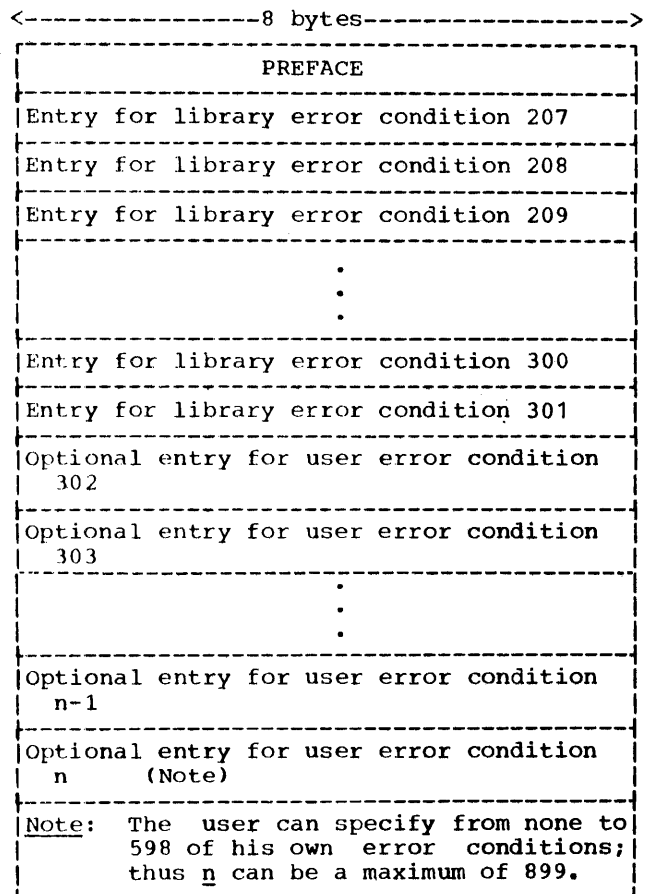 <----------------8 bytes----------------->
PREFACE
Entry for library error condition 207
Entry for library error condition 208
Entry for library error condition 209
.
.
.
Entry for library error condition 300
Entry for library error condition 301
Optional entry for user error condition
302
Optional entry for user error condition
303
.
.
.
Optional entry for user error condition
n-1
Optional entry for user error condition
n (Note)
Note: The user can specify from none to
598 of his own error conditions;
thus n can be a maximum of 899.